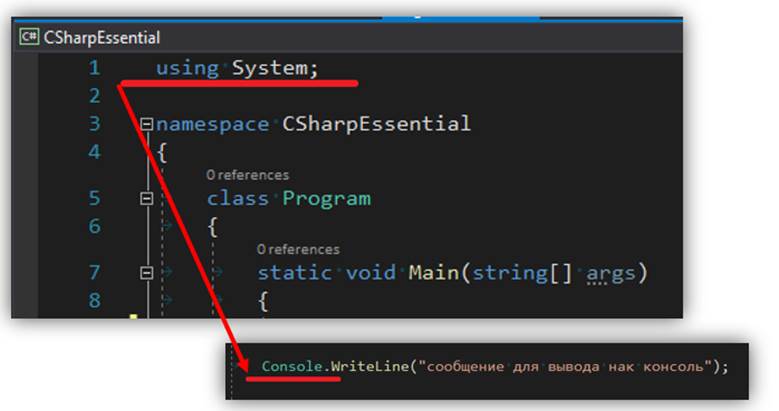 C# CSharpEssential
1 using System;
2
3 namespace CSharpEssential
4 {
0 references
5 class Program
6 {
0 references
7 static void Main(string[] args)
8 {
Console.WriteLine("сообщение для вывода нак консоль");